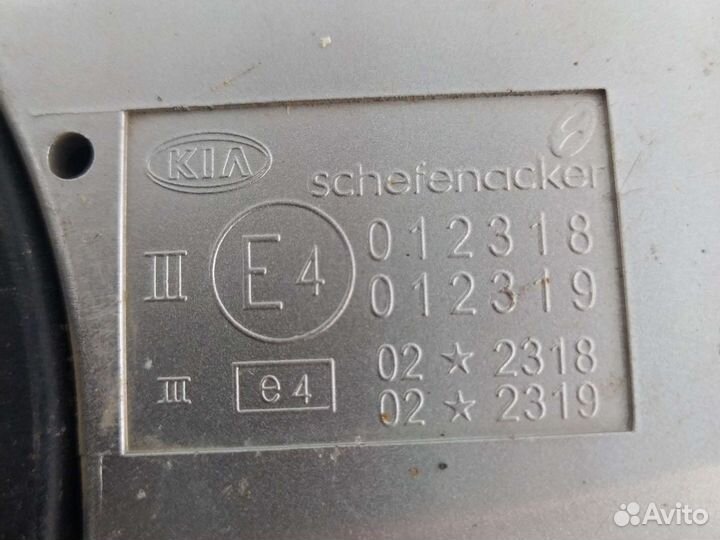 KIA
schefenacker
III E4 012318
012319
III e4 02 ★ 2318
02 ★ 2319
Avito